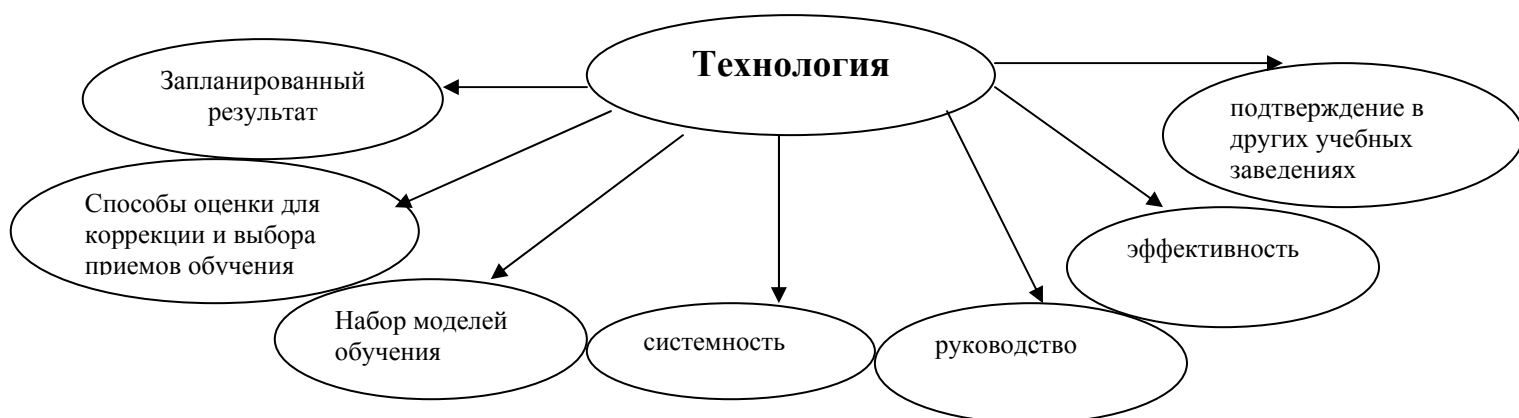 Технология
Запланированный
результат
Способы оценки для
коррекции и выбора
приемов обучения
Набор моделей
обучения
системность
руководство
эффективность
подтверждение в
других учебных
заведениях